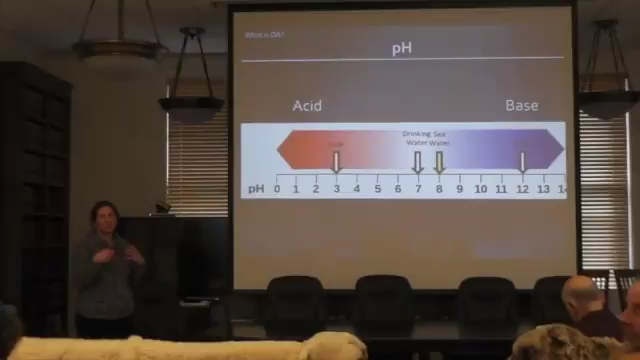 What is OA?
pH
Acid Base
Drinking Sea
Water Water
pH 0 1 2 3 4 5 6 7 8 9 10 11 12 13 14